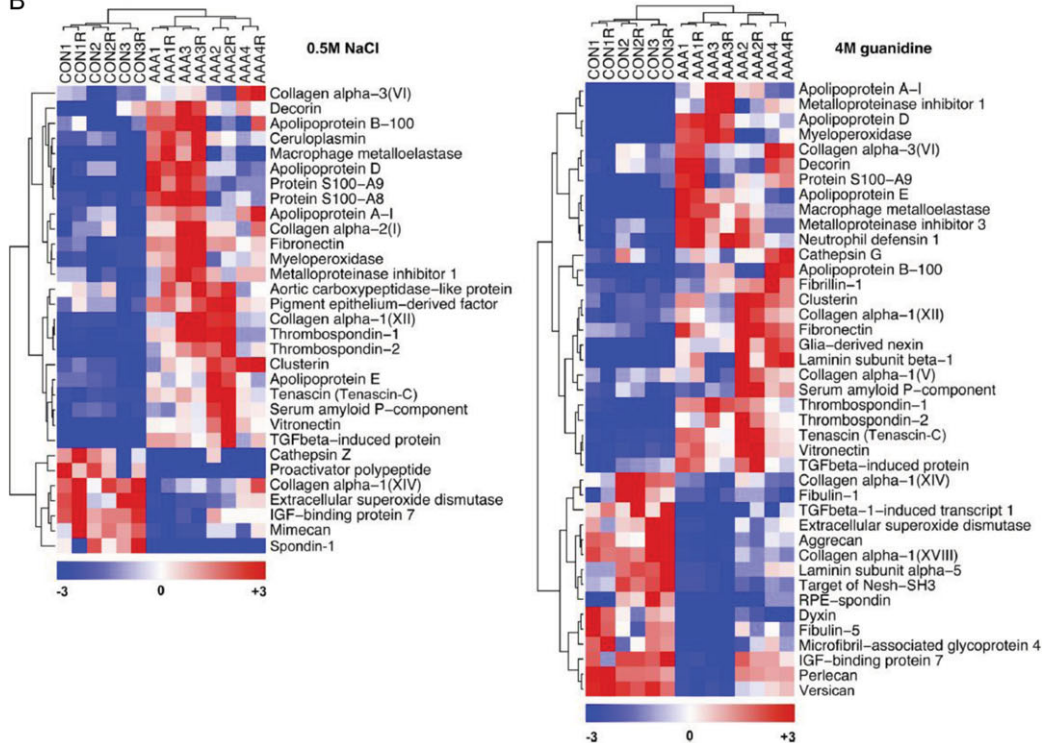 B
0.5M NaCl
CON1
CON1R
CON2
CON2R
CON3
CON3R
AAA1
AAA1R
AAA3
AAA3R
AAA2
AAA2R
AAA4
AAA4R
Collagen alpha−3(VI)
Decorin
Apolipoprotein B−100
Ceruloplasmin
Macrophage metalloelastase
Apolipoprotein D
Protein S100−A9
Protein S100−A8
Apolipoprotein A−I
Collagen alpha−2(I)
Fibronectin
Myeloperoxidase
Metalloproteinase inhibitor 1
Aortic carboxypeptidase−like protein
Pigment epithelium−derived factor
Collagen alpha−1(XII)
Thrombospondin−1
Thrombospondin−2
Clusterin
Apolipoprotein E
Tenascin (Tenascin−C)
Serum amyloid P−component
Vitronectin
TGFbeta−induced protein
Cathepsin Z
Proactivator polypeptide
Collagen alpha−1(XIV)
Extracellular superoxide dismutase
IGF−binding protein 7
Mimecan
Spondin−1
-3 0 +3
4M guanidine
CON1
CON1R
CON2
CON2R
CON3
CON3R
AAA1
AAA1R
AAA3
AAA3R
AAA2
AAA2R
AAA4
AAA4R
Apolipoprotein A−I
Metalloproteinase inhibitor 1
Apolipoprotein D
Myeloperoxidase
Collagen alpha−3(VI)
Decorin
Protein S100−A9
Apolipoprotein E
Macrophage metalloelastase
Metalloproteinase inhibitor 3
Neutrophil defensin 1
Cathepsin G
Apolipoprotein B−100
Fibrillin−1
Clusterin
Collagen alpha−1(XII)
Fibronectin
Glia−derived nexin
Laminin subunit beta−1
Collagen alpha−1(V)
Serum amyloid P−component
Thrombospondin−1
Thrombospondin−2
Tenascin (Tenascin−C)
Vitronectin
TGFbeta−induced protein
Collagen alpha−1(XIV)
Fibulin−1
TGFbeta−1−induced transcript 1
Extracellular superoxide dismutase
Aggrecan
Collagen alpha−1(XVIII)
Laminin subunit alpha−5
Target of Nesh−SH3
RPE−spondin
Dyxin
Fibulin−5
Microfibril−associated glycoprotein 4
IGF−binding protein 7
Perlecan
Versican
-3 0 +3